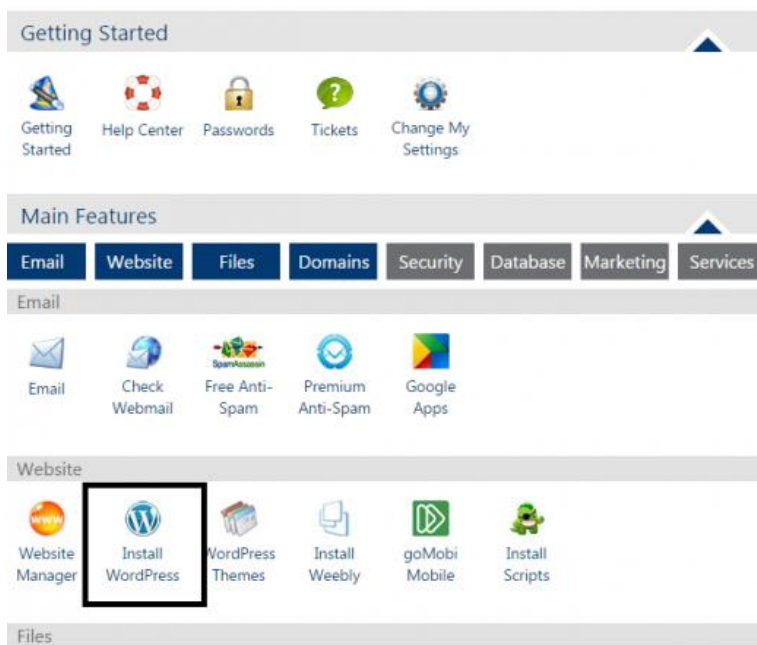 Getting Started
Getting Started
Help Center
Passwords
?
Tickets
Change My Settings
Main Features
Email Website Files Domains Security Database Marketing Services
Email
Email
Check Webmail
SpamAssassin
Free Anti-Spam
Premium Anti-Spam
Google Apps
Website
www
Website Manager
W
Install WordPress
WordPress Themes
Install Weebly
goMobi Mobile
Install Scripts
Files